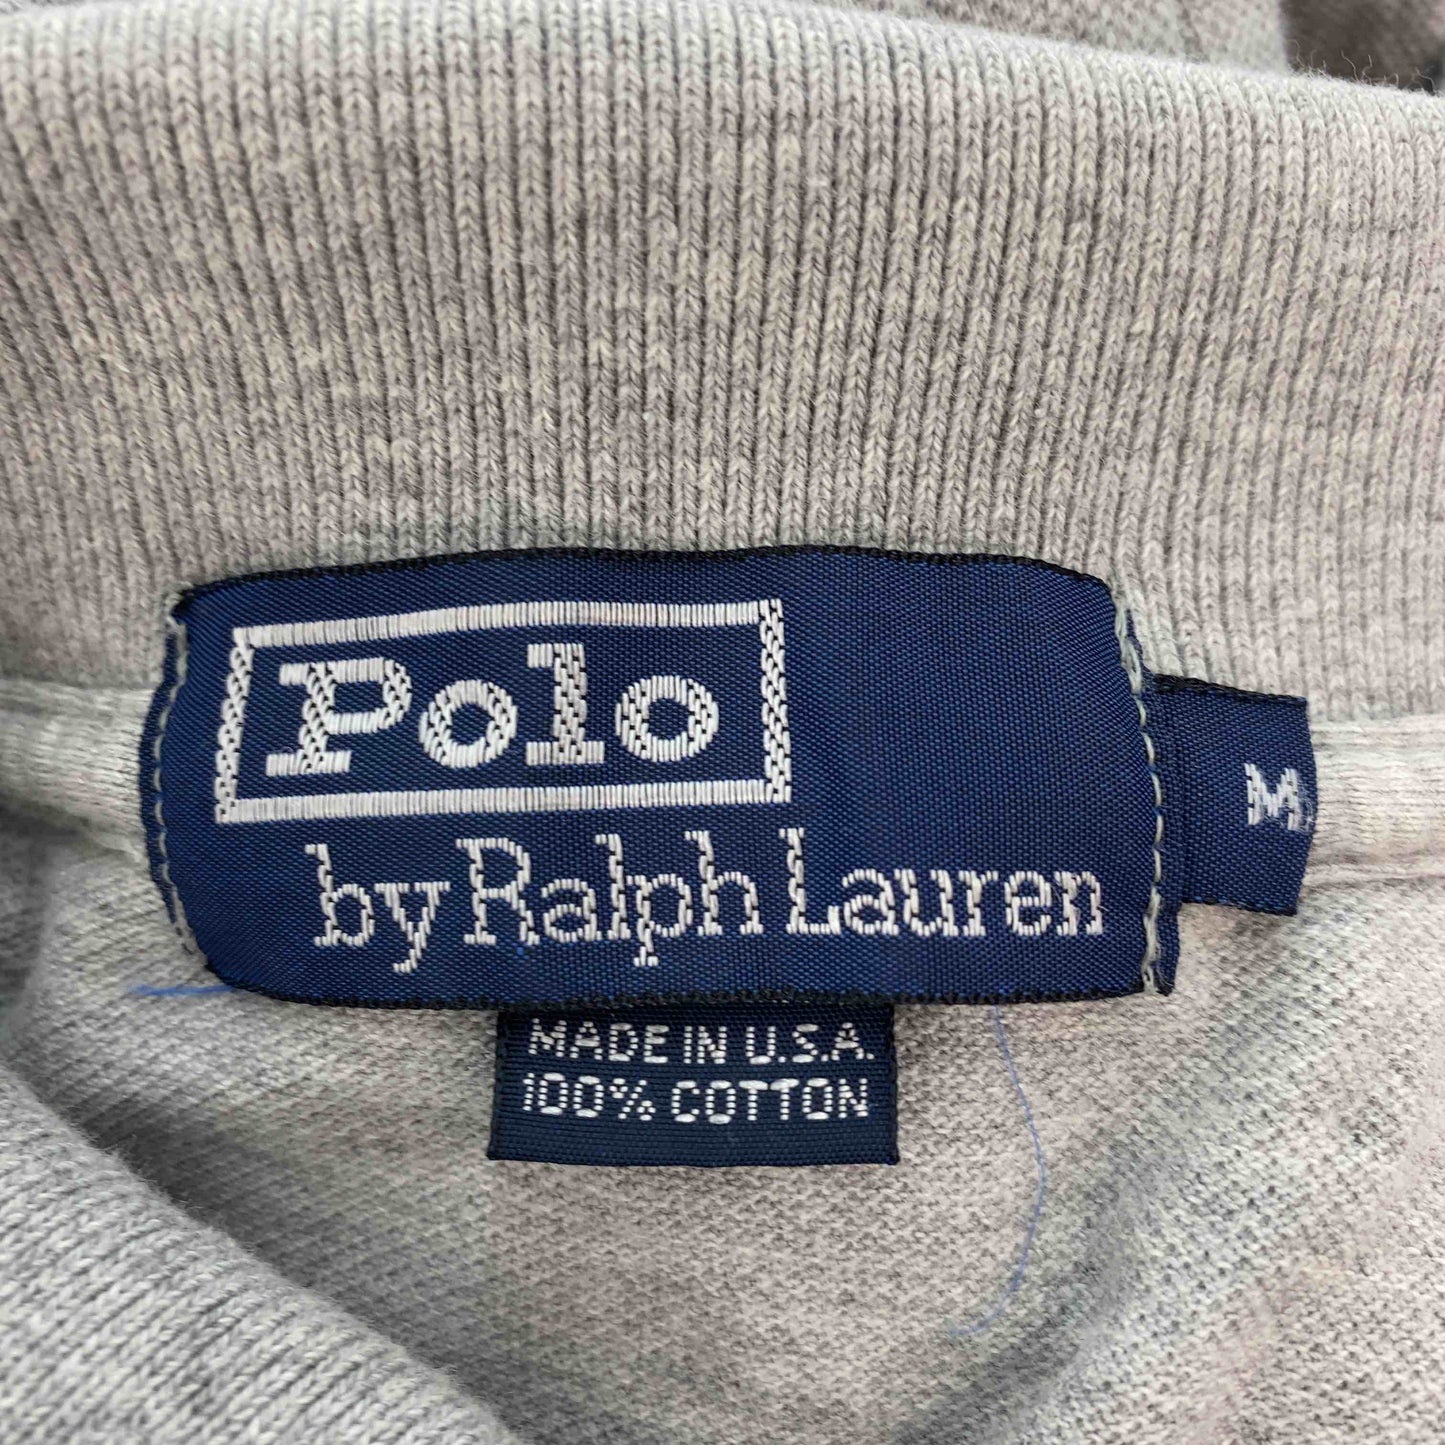 Polo
by Ralph Lauren
M
MADE IN U.S.A.
100% COTTON